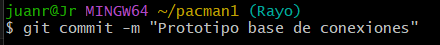 juanr@Jr MINGW64 ~/pacman1 (Rayo)
$ git commit -m "Prototipo base de conexiones"